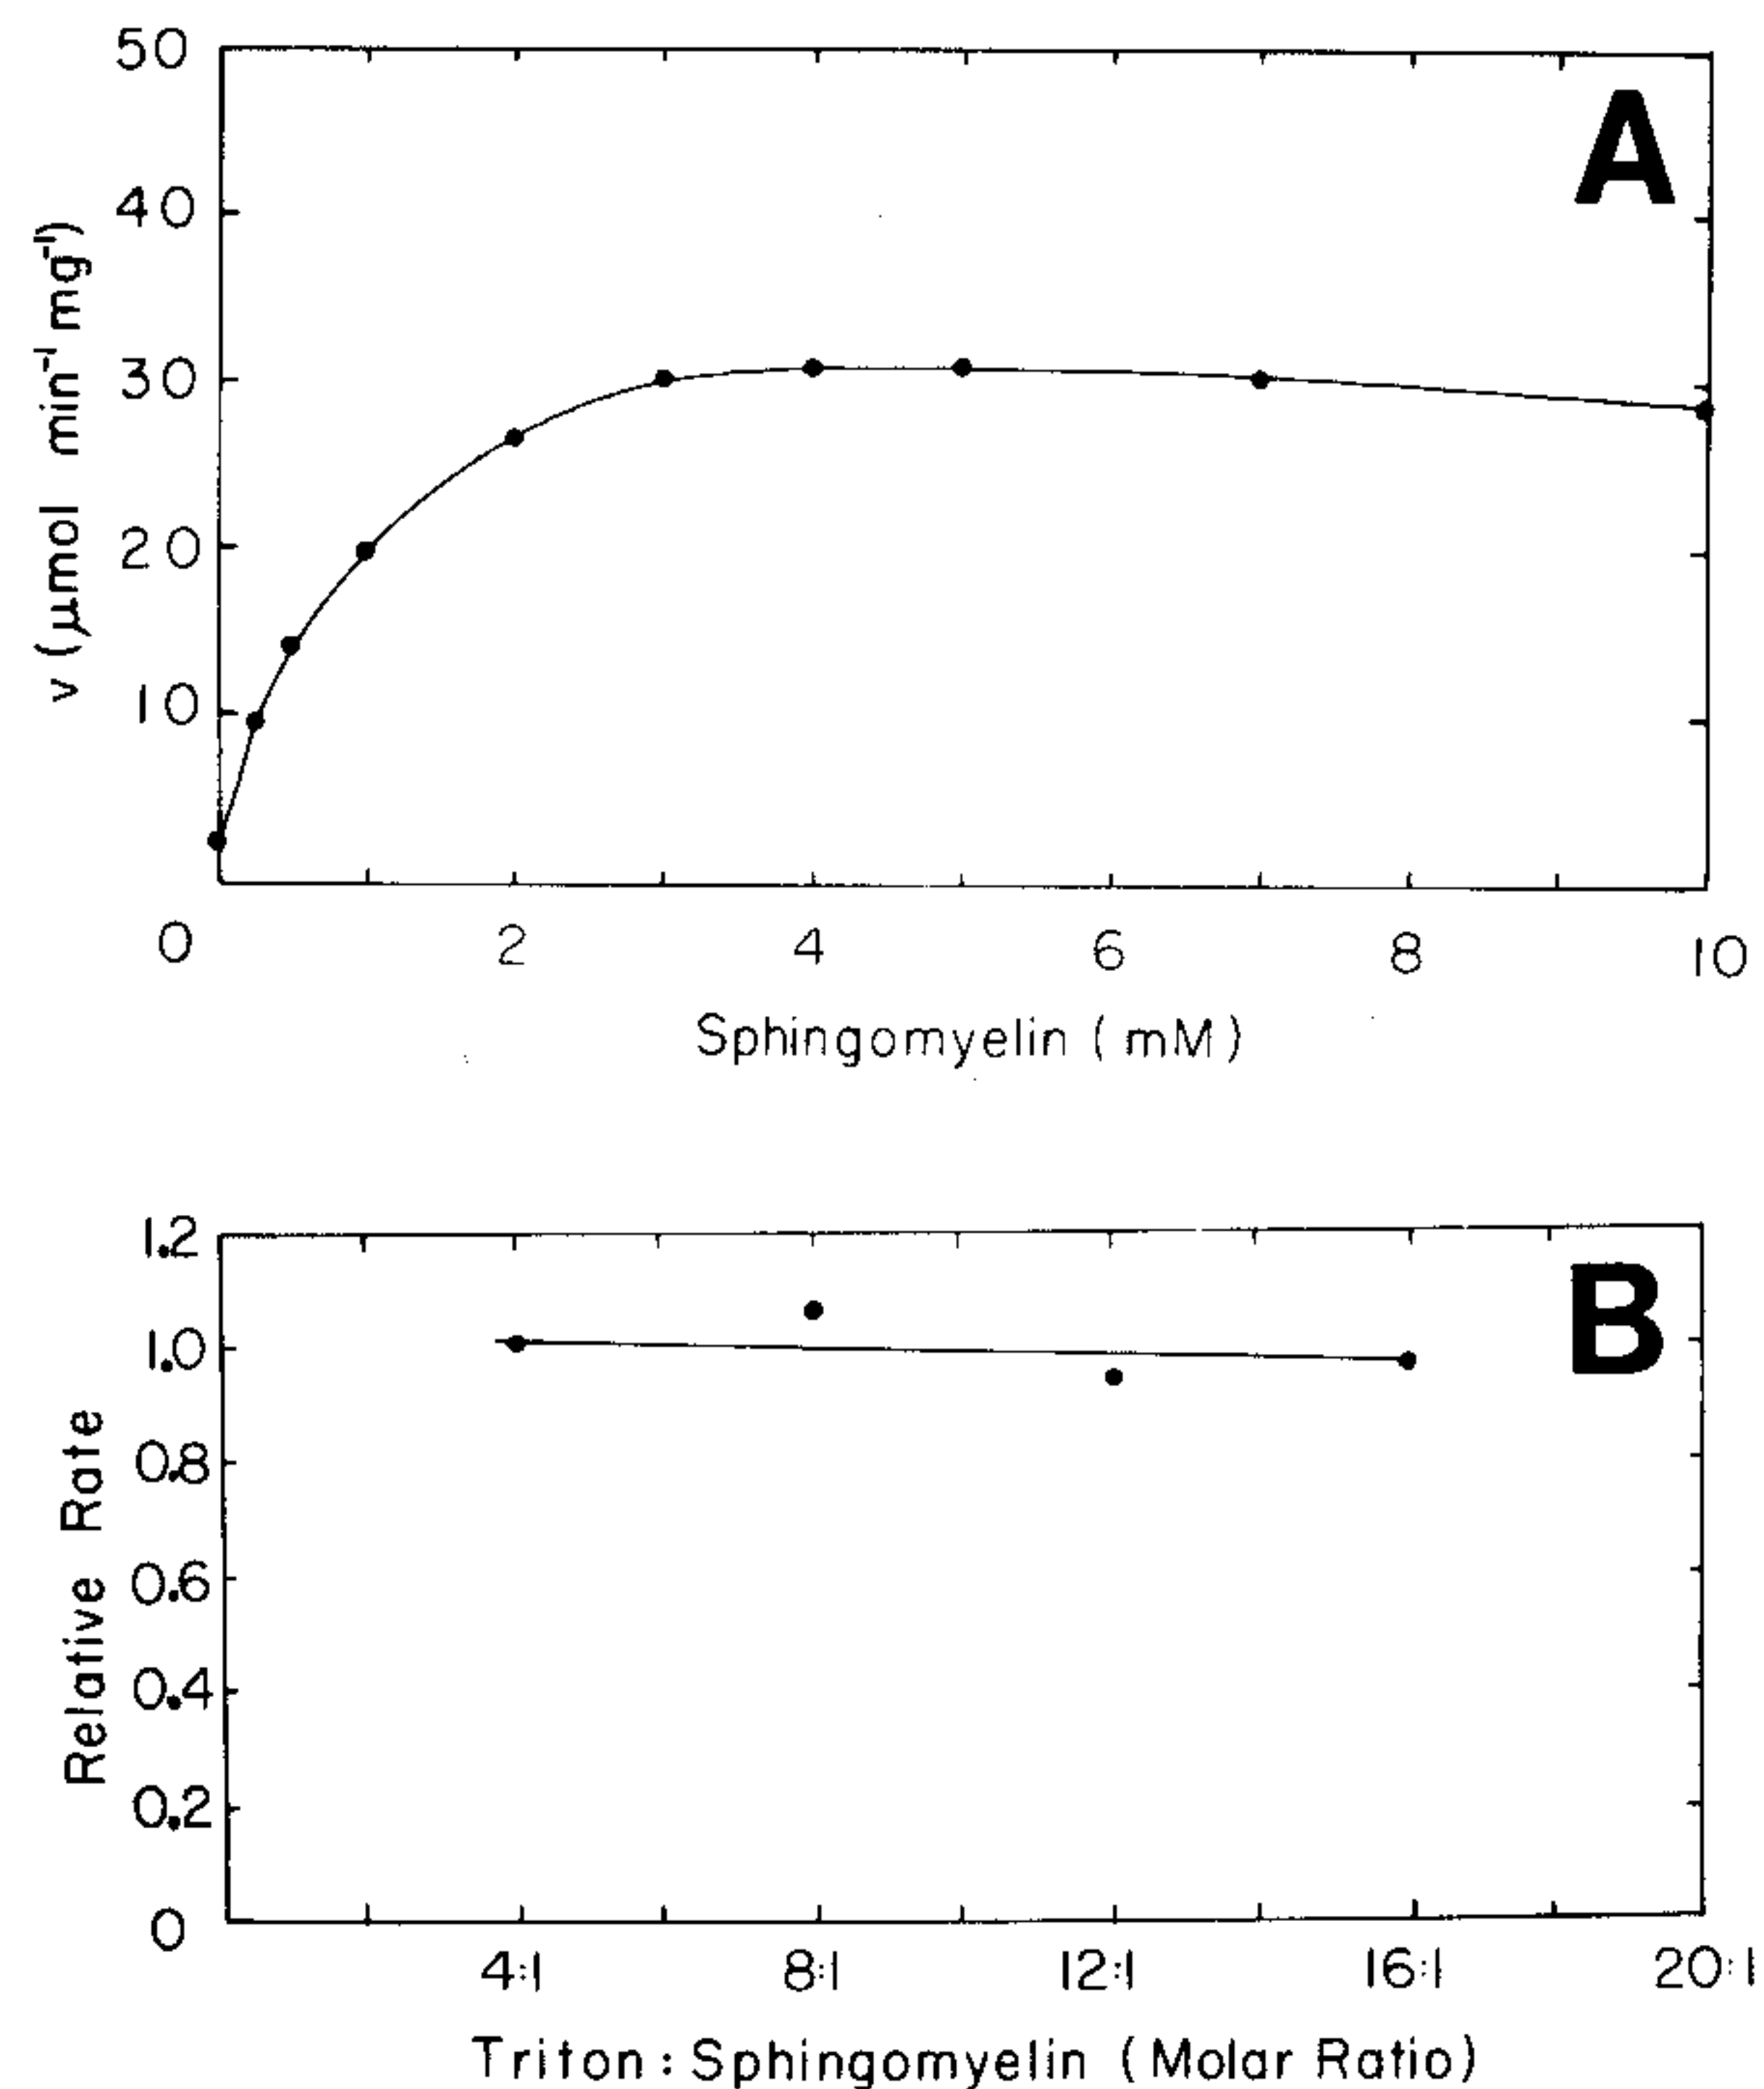 A
50
40
30
20
10
v (μmol min⁻¹ mg⁻¹)
0 2 4 6 8 10
Sphingomyelin (mM)
B
1.2
1.0
0.8
0.6
0.4
0.2
0
Relative Rate
4:1 8:1 12:1 16:1 20:1
Triton : Sphingomyelin (Molar Ratio)